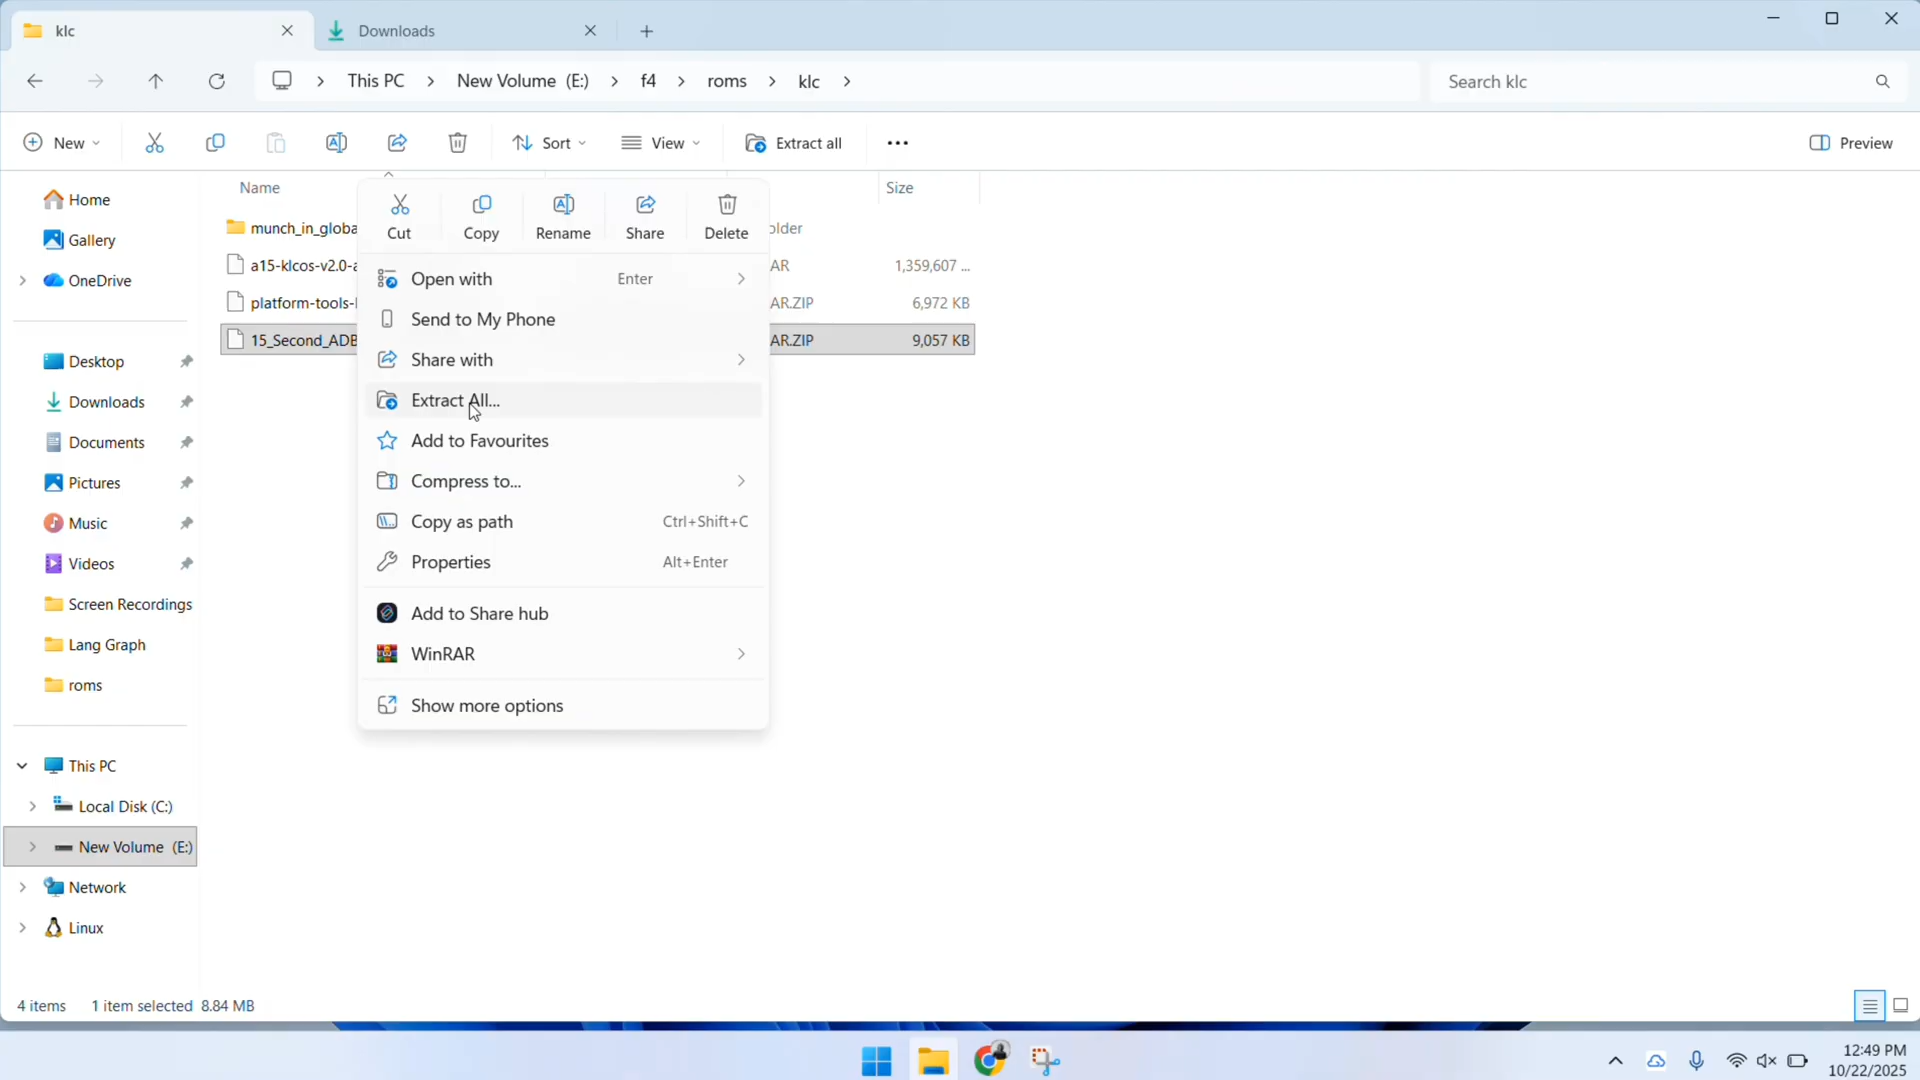 klc
Downloads
This PC
New Volume (E:)
f4
roms
klc
Search klc
New
Sort
View
Extract all
Preview
Name
Size
Home
Gallery
OneDrive
Desktop
Downloads
Documents
Pictures
Music
Videos
Screen Recordings
Lang Graph
roms
This PC
Local Disk (C:)
New Volume (E:)
Network
Linux
munch_in_globa
older
a15-klcos-v2.0-a
AR
1,359,607 ...
platform-tools-
AR.ZIP
6,972 KB
15_Second_ADB
AR.ZIP
9,057 KB
Cut
Copy
Rename
Share
Delete
Open with Enter
Send to My Phone
Share with
Extract All...
Add to Favourites
Compress to...
Copy as path Ctrl+Shift+C
Properties Alt+Enter
Add to Share hub
WinRAR
Show more options
4 items 1 item selected 8.84 MB
12:49 PM
10/22/2025